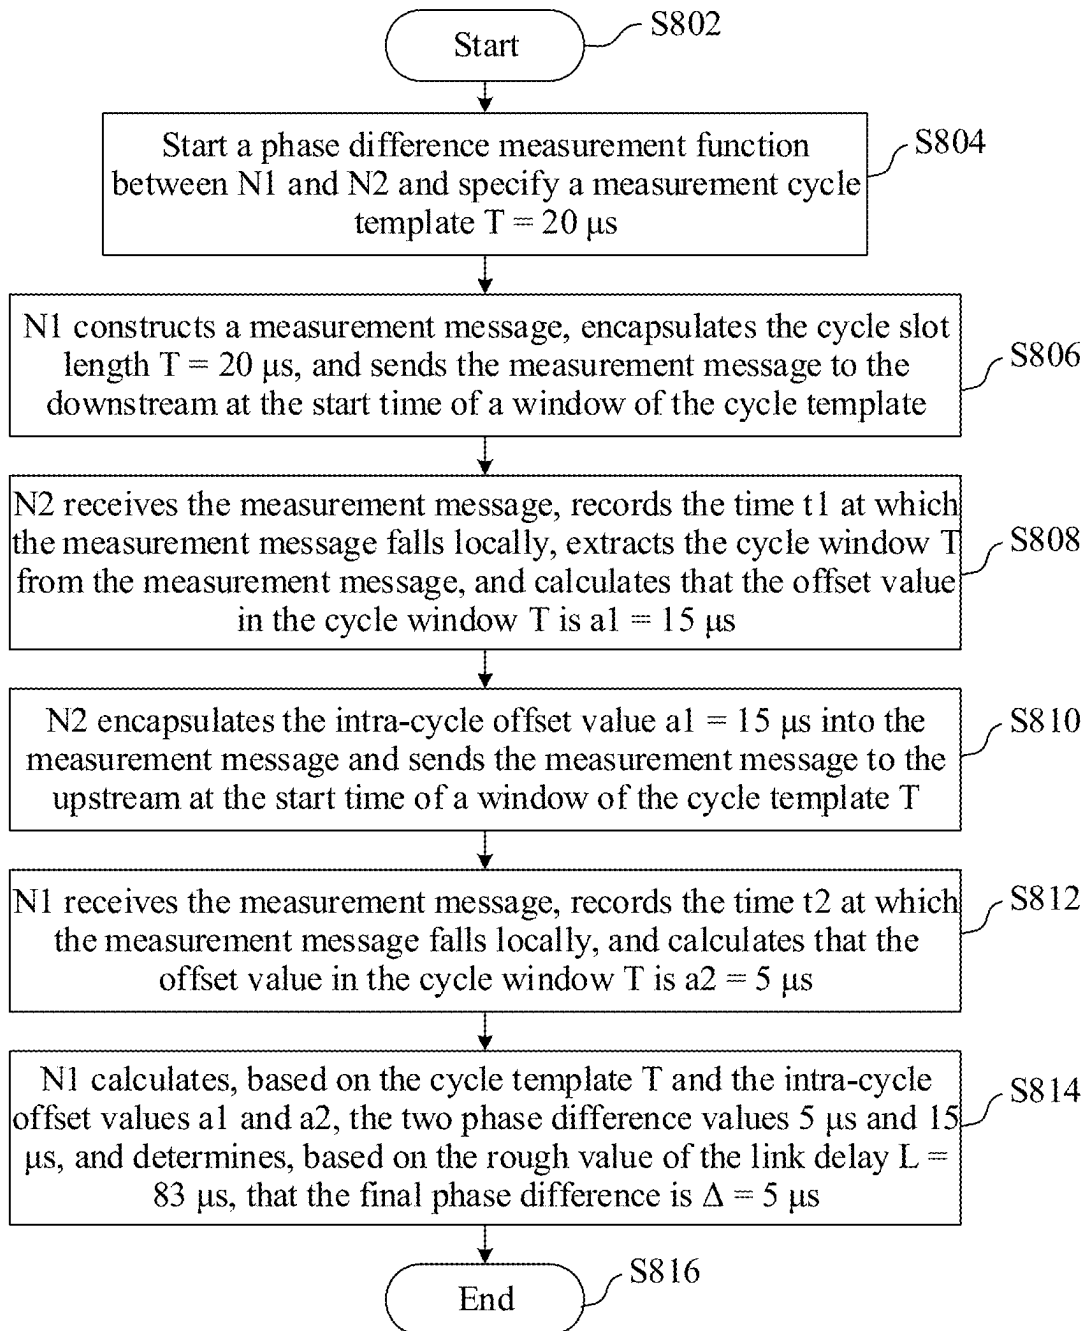 Start
S802
Start a phase difference measurement function
between N1 and N2 and specify a measurement cycle
template T = 20 μs
S804
N1 constructs a measurement message, encapsulates the cycle slot
length T = 20 μs, and sends the measurement message to the
downstream at the start time of a window of the cycle template
S806
N2 receives the measurement message, records the time t1 at which
the measurement message falls locally, extracts the cycle window T
from the measurement message, and calculates that the offset value
in the cycle window T is a1 = 15 μs
S808
N2 encapsulates the intra-cycle offset value a1 = 15 μs into the
measurement message and sends the measurement message to the
upstream at the start time of a window of the cycle template T
S810
N1 receives the measurement message, records the time t2 at which
the measurement message falls locally, and calculates that the
offset value in the cycle window T is a2 = 5 μs
S812
N1 calculates, based on the cycle template T and the intra-cycle
offset values a1 and a2, the two phase difference values 5 μs and 15
μs, and determines, based on the rough value of the link delay L =
83 μs, that the final phase difference is Δ = 5 μs
S814
End
S816